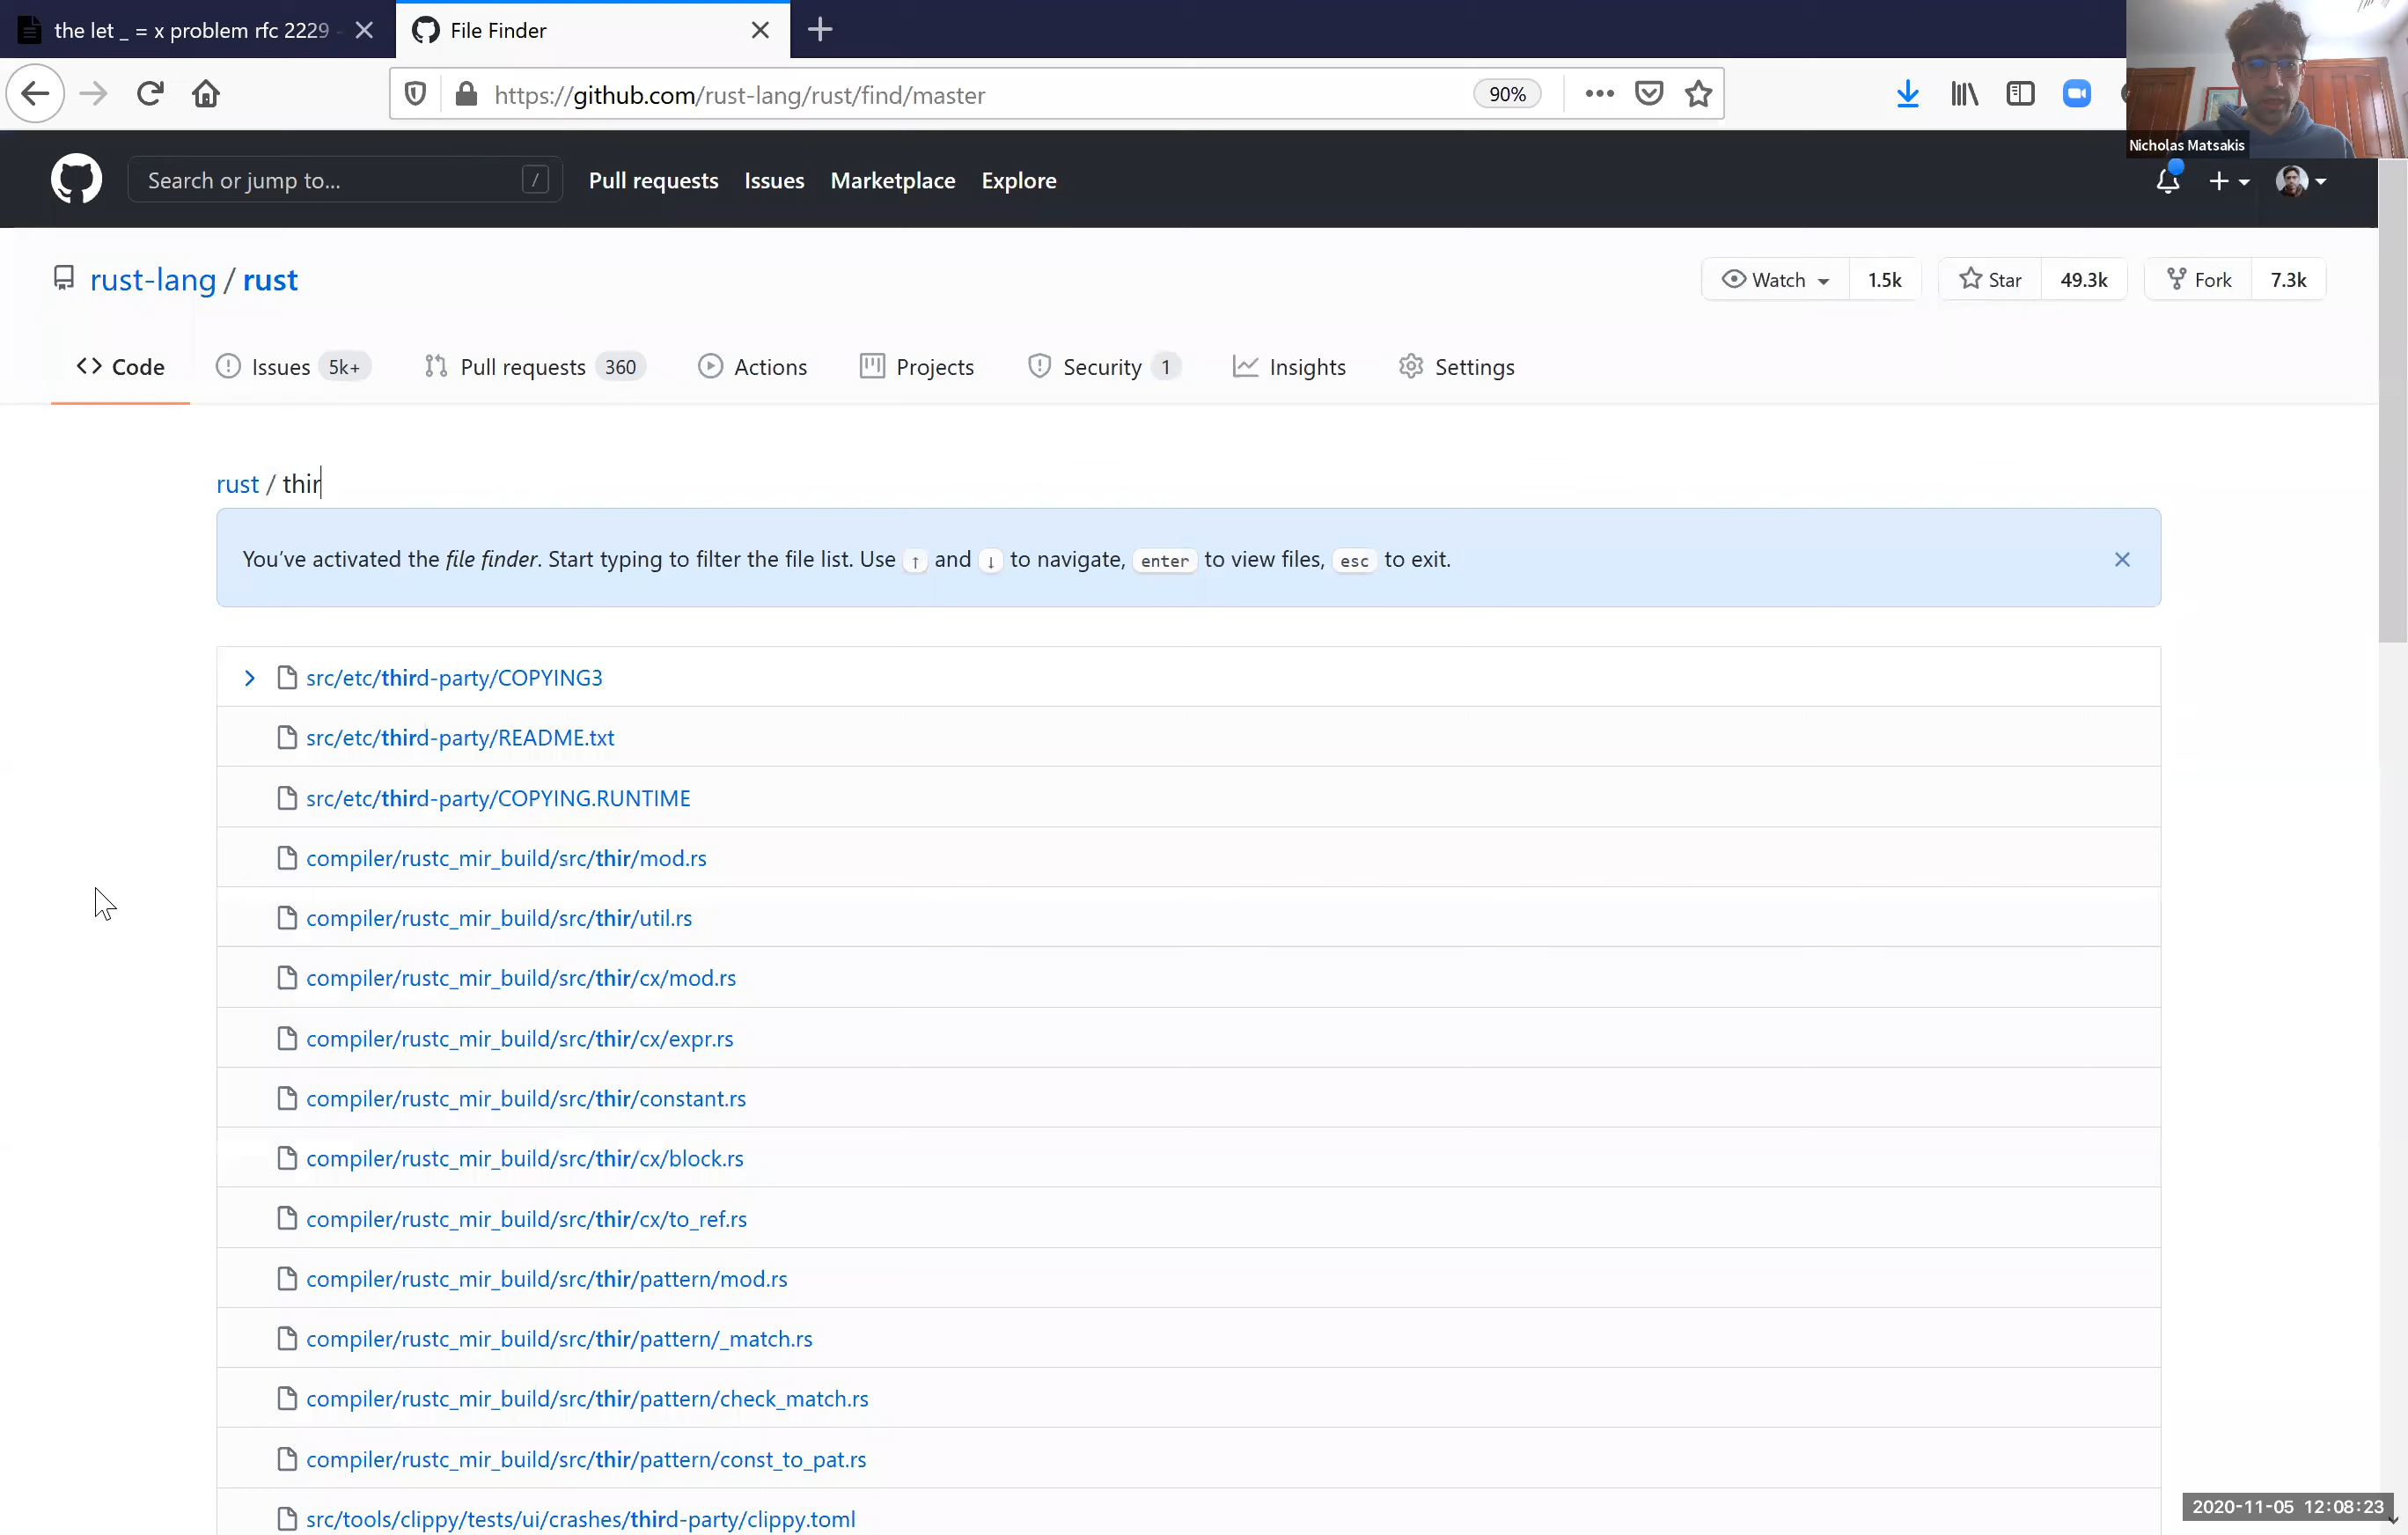 the let _ = x problem rfc 2229 -
File Finder
https://github.com/rust-lang/rust/find/master
90%
Nicholas Matsakis
Search or jump to...
/
Pull requests
Issues
Marketplace
Explore
rust-lang / rust
Watch
1.5k
Star
49.3k
Fork
7.3k
Code
Issues 5k+
Pull requests 360
Actions
Projects
Security 1
Insights
Settings
rust / thir
You've activated the file finder. Start typing to filter the file list. Use ↑ and ↓ to navigate, enter to view files, esc to exit.
src/etc/third-party/COPYING3
src/etc/third-party/README.txt
src/etc/third-party/COPYING.RUNTIME
compiler/rustc_mir_build/src/thir/mod.rs
compiler/rustc_mir_build/src/thir/util.rs
compiler/rustc_mir_build/src/thir/cx/mod.rs
compiler/rustc_mir_build/src/thir/cx/expr.rs
compiler/rustc_mir_build/src/thir/constant.rs
compiler/rustc_mir_build/src/thir/cx/block.rs
compiler/rustc_mir_build/src/thir/cx/to_ref.rs
compiler/rustc_mir_build/src/thir/pattern/mod.rs
compiler/rustc_mir_build/src/thir/pattern/_match.rs
compiler/rustc_mir_build/src/thir/pattern/check_match.rs
compiler/rustc_mir_build/src/thir/pattern/const_to_pat.rs
src/tools/clippy/tests/ui/crashes/third-party/clippy.toml
2020-11-05 12:08:23